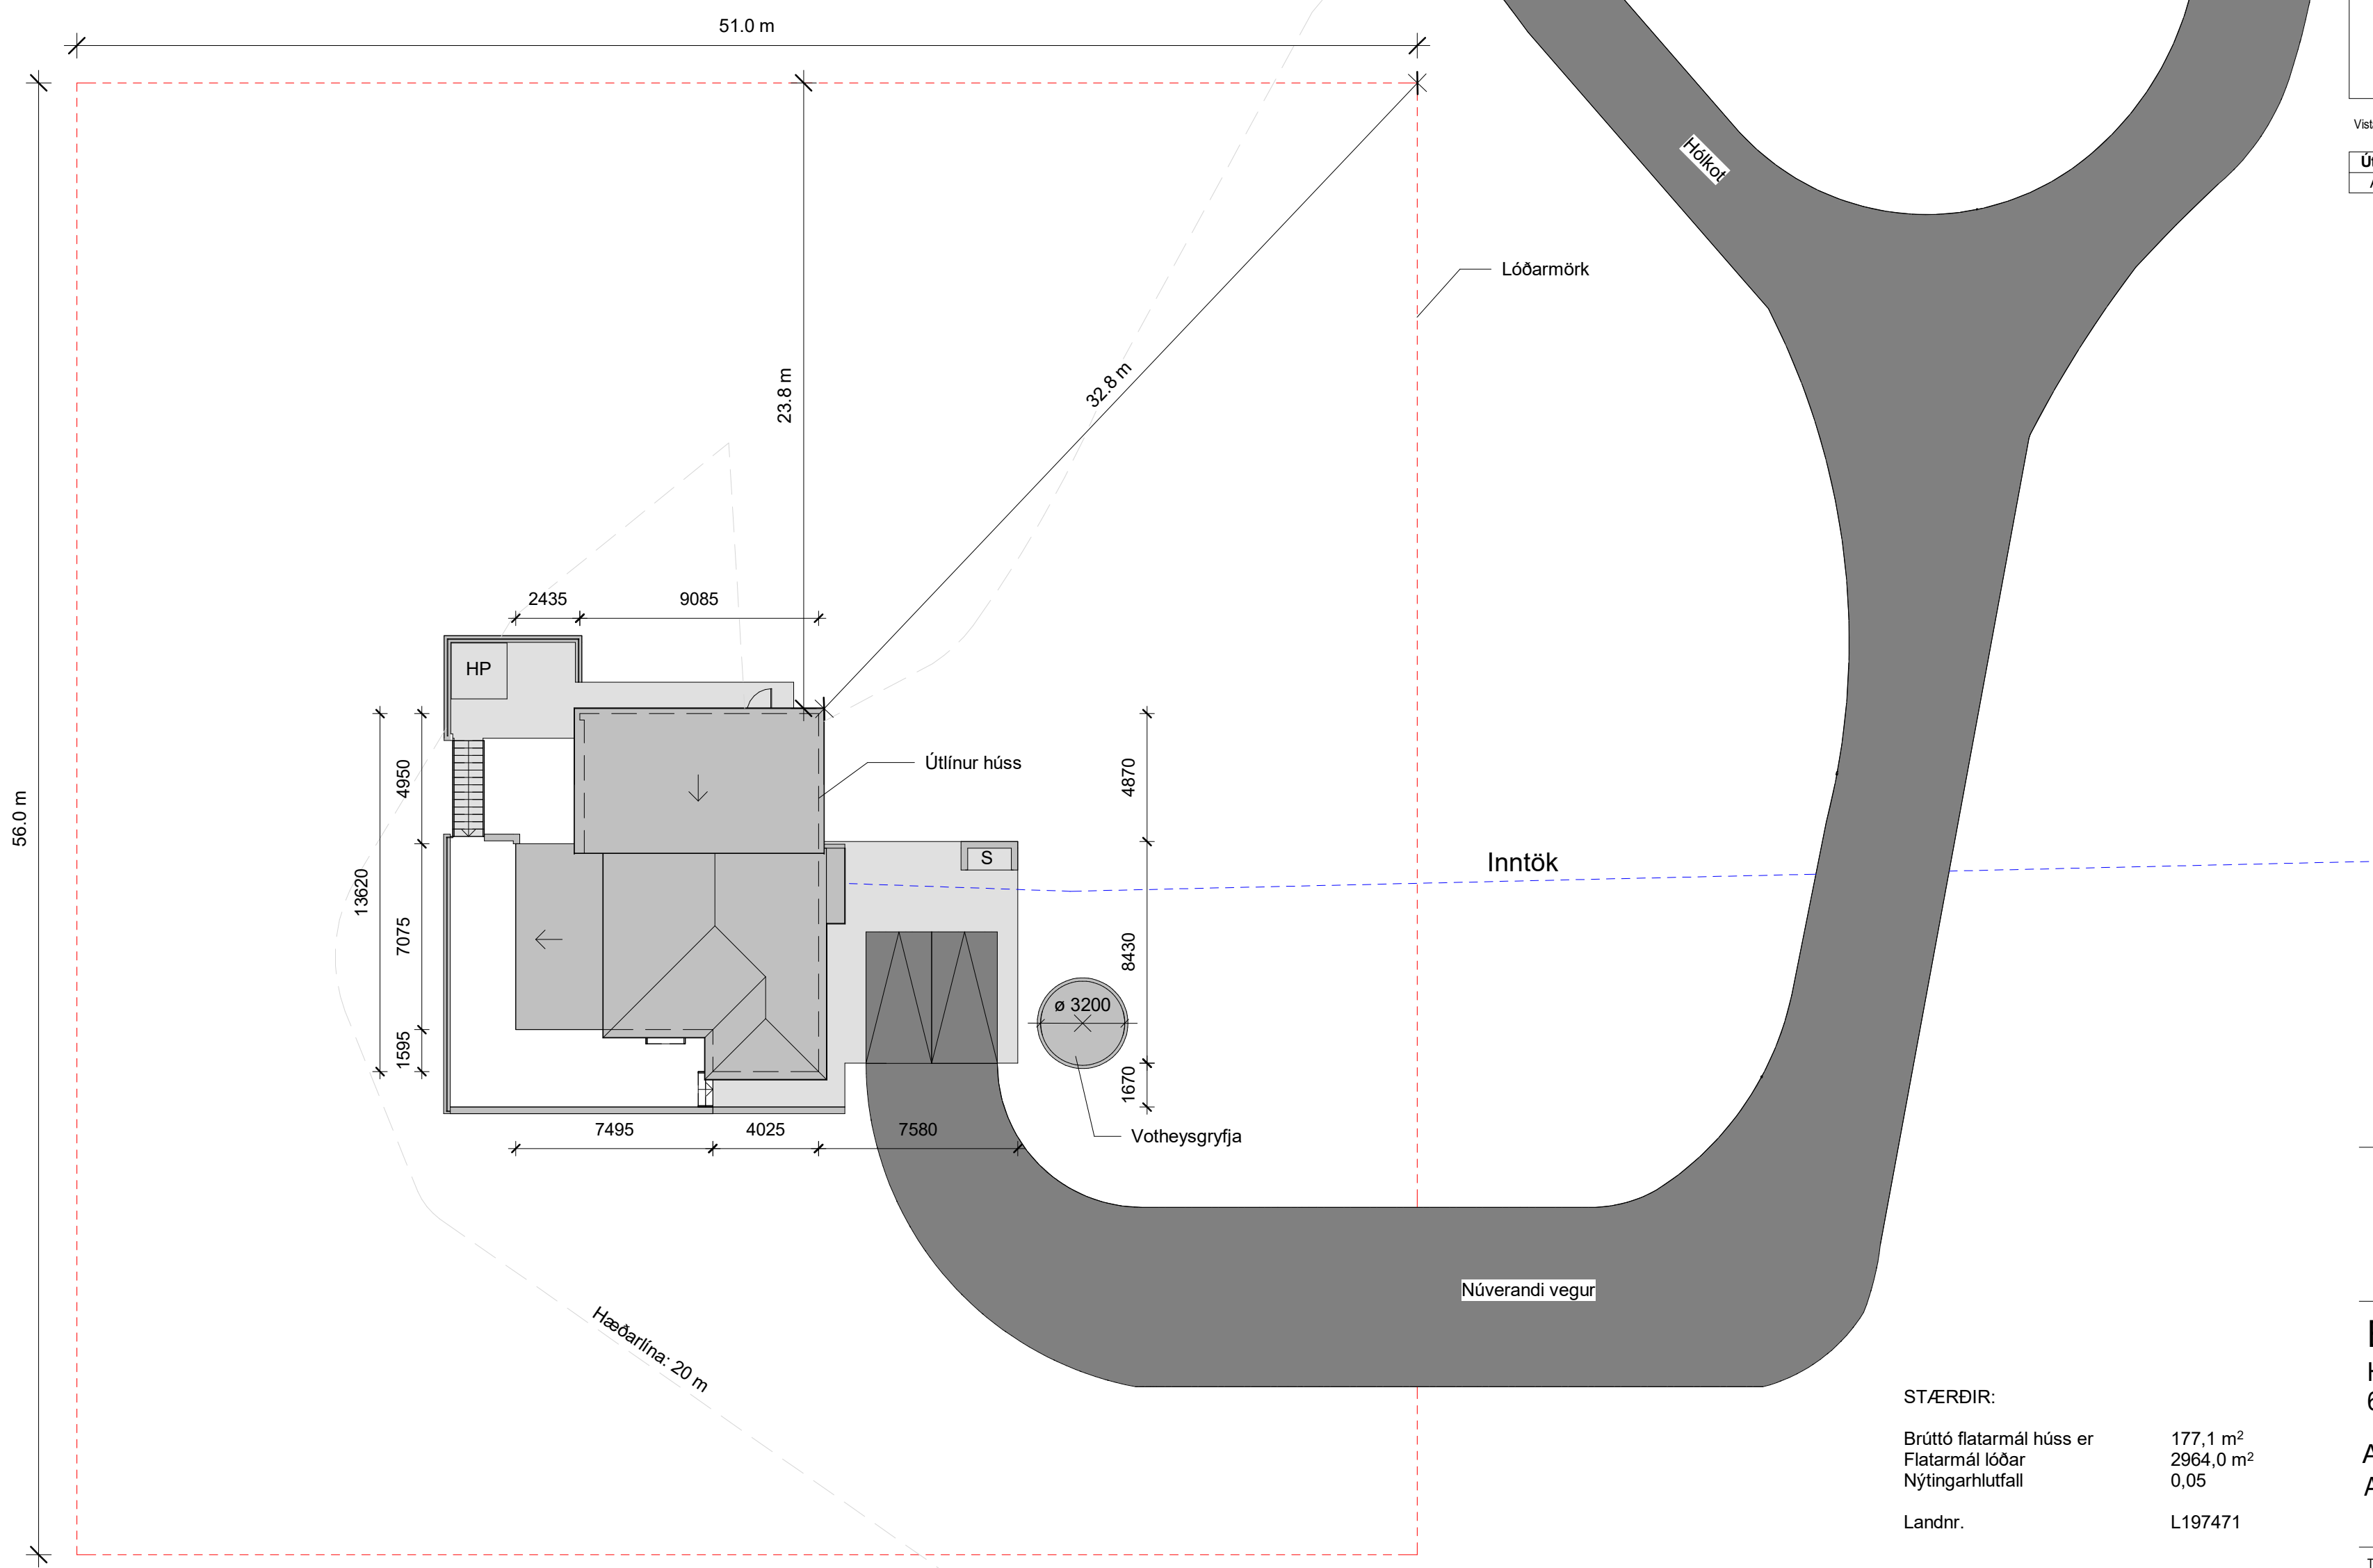 51.0 m
Hólkot
Lóðarmörk
23.8 m
32.8 m
2435
9085
HP
4950
Útlínur húss
4870
56.0 m
13620
S
Inntök
7075
8430
ø 3200
1595
1670
7495
4025
7580
Votheysgryfja
Núverandi vegur
Hæðarlína: 20 m
STÆRÐIR:
Brúttó flatarmál húss er 177,1 m²
Flatarmál lóðar 2964,0 m²
Nýtingarhlutfall 0,05
Landnr. L197471